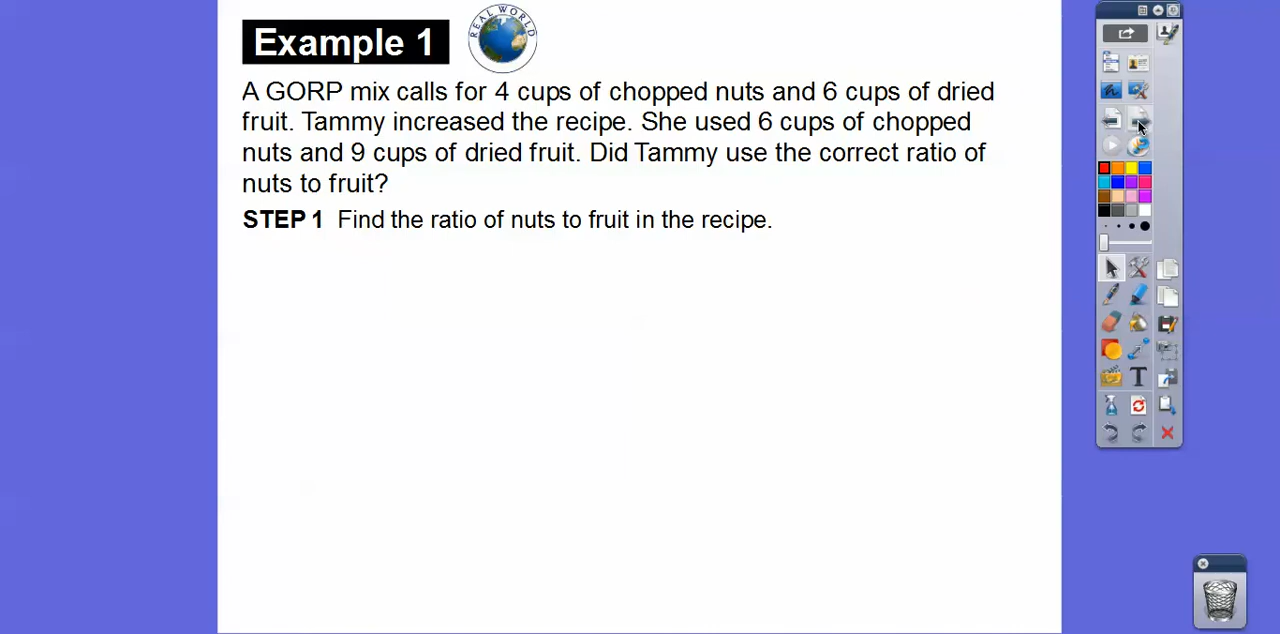 Example 1
REAL WORLD
A GORP mix calls for 4 cups of chopped nuts and 6 cups of dried
fruit. Tammy increased the recipe. She used 6 cups of chopped
nuts and 9 cups of dried fruit. Did Tammy use the correct ratio of
nuts to fruit?
STEP 1 Find the ratio of nuts to fruit in the recipe.
T